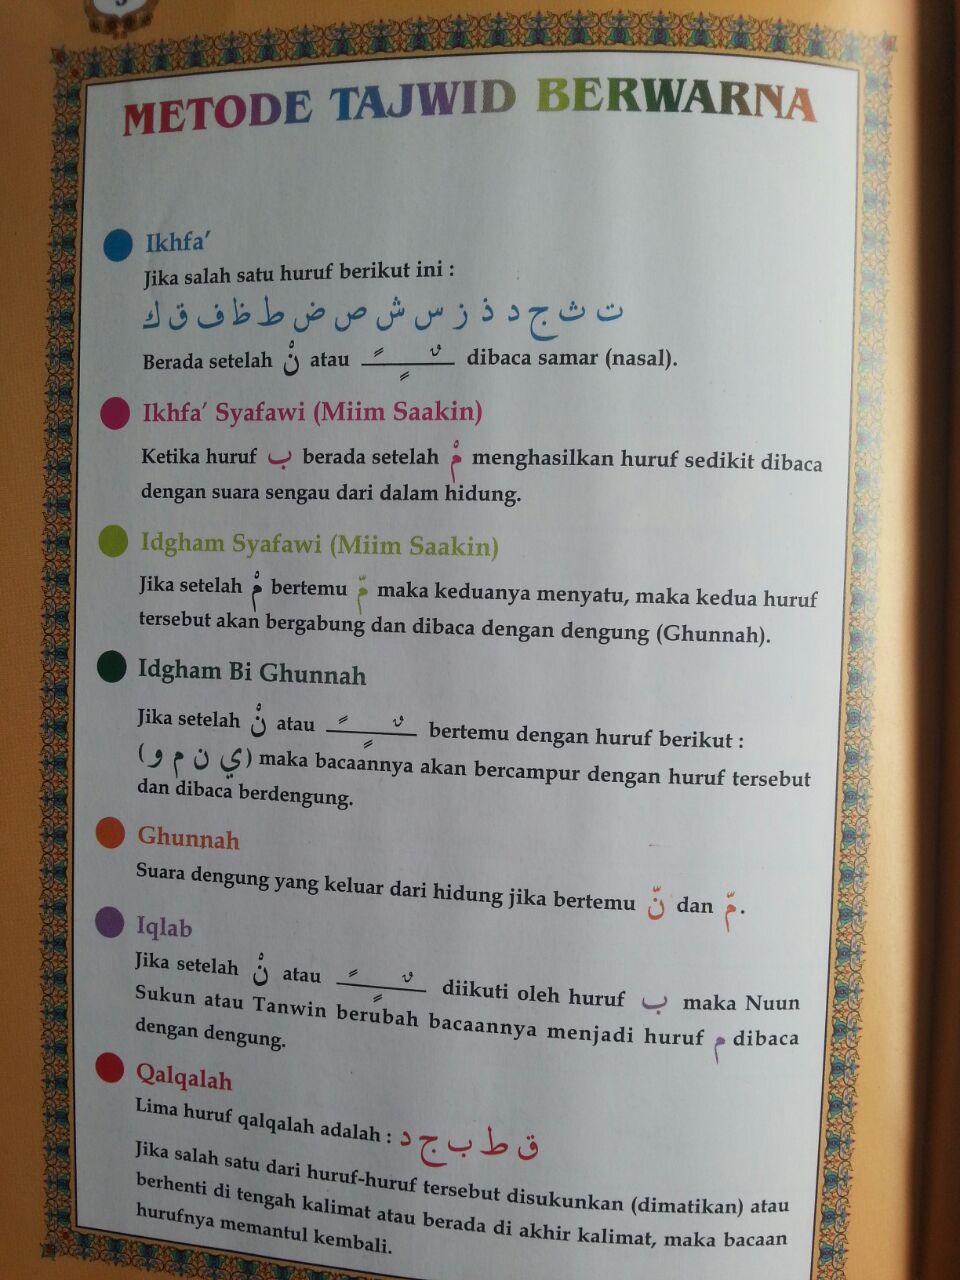 METODE TAJWID BERWARNA
Ikhfa’
Jika salah satu huruf berikut ini :
ت ث ج د ذ ز س ش ص ض ط ظ ف ق ك
Berada setelah نْ atau ـًــٍــٌـ dibaca samar (nasal).
Ikhfa’ Syafawi (Miim Saakin)
Ketika huruf ب berada setelah مْ menghasilkan huruf sedikit dibaca
dengan suara sengau dari dalam hidung.
Idgham Syafawi (Miim Saakin)
Jika setelah مْ bertemu مّ maka keduanya menyatu, maka kedua huruf
tersebut akan bergabung dan dibaca dengan dengung (Ghunnah).
Idgham Bi Ghunnah
Jika setelah نْ atau ـًــٍــٌـ bertemu dengan huruf berikut :
(ي ن م و) maka bacaannya akan bercampur dengan huruf tersebut
dan dibaca berdengung.
Ghunnah
Suara dengung yang keluar dari hidung jika bertemu نّ dan مّ.
Iqlab
Jika setelah نْ atau ـًــٍــٌـ diikuti oleh huruf ب maka Nuun
Sukun atau Tanwin berubah bacaannya menjadi huruf م dibaca
dengan dengung.
Qalqalah
Lima huruf qalqalah adalah : ق ط ب ج د
Jika salah satu dari huruf-huruf tersebut disukunkan (dimatikan) atau
berhenti di tengah kalimat atau berada di akhir kalimat, maka bacaan
hurufnya memantul kembali.